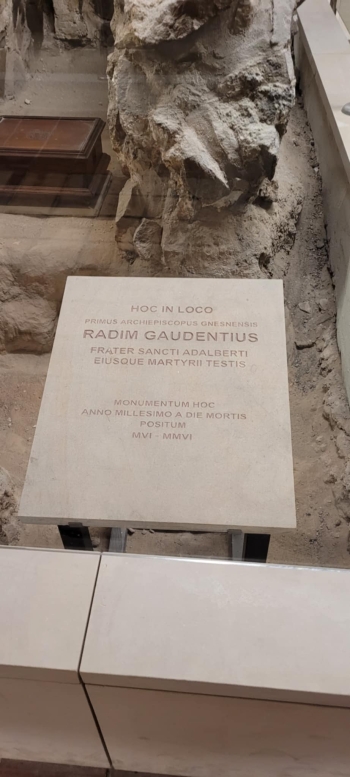 HOC IN LOCO
PRIMUS ARCHIEPISCOPUS GNESNENSIS
RADIM GAUDENTIUS
FRATER SANCTI ADALBERTI
EIUSQUE MARTYRII TESTIS
MONUMENTUM HOC
ANNO MILLESIMO A DIE MORTIS
POSITUM
MVI - MMVI